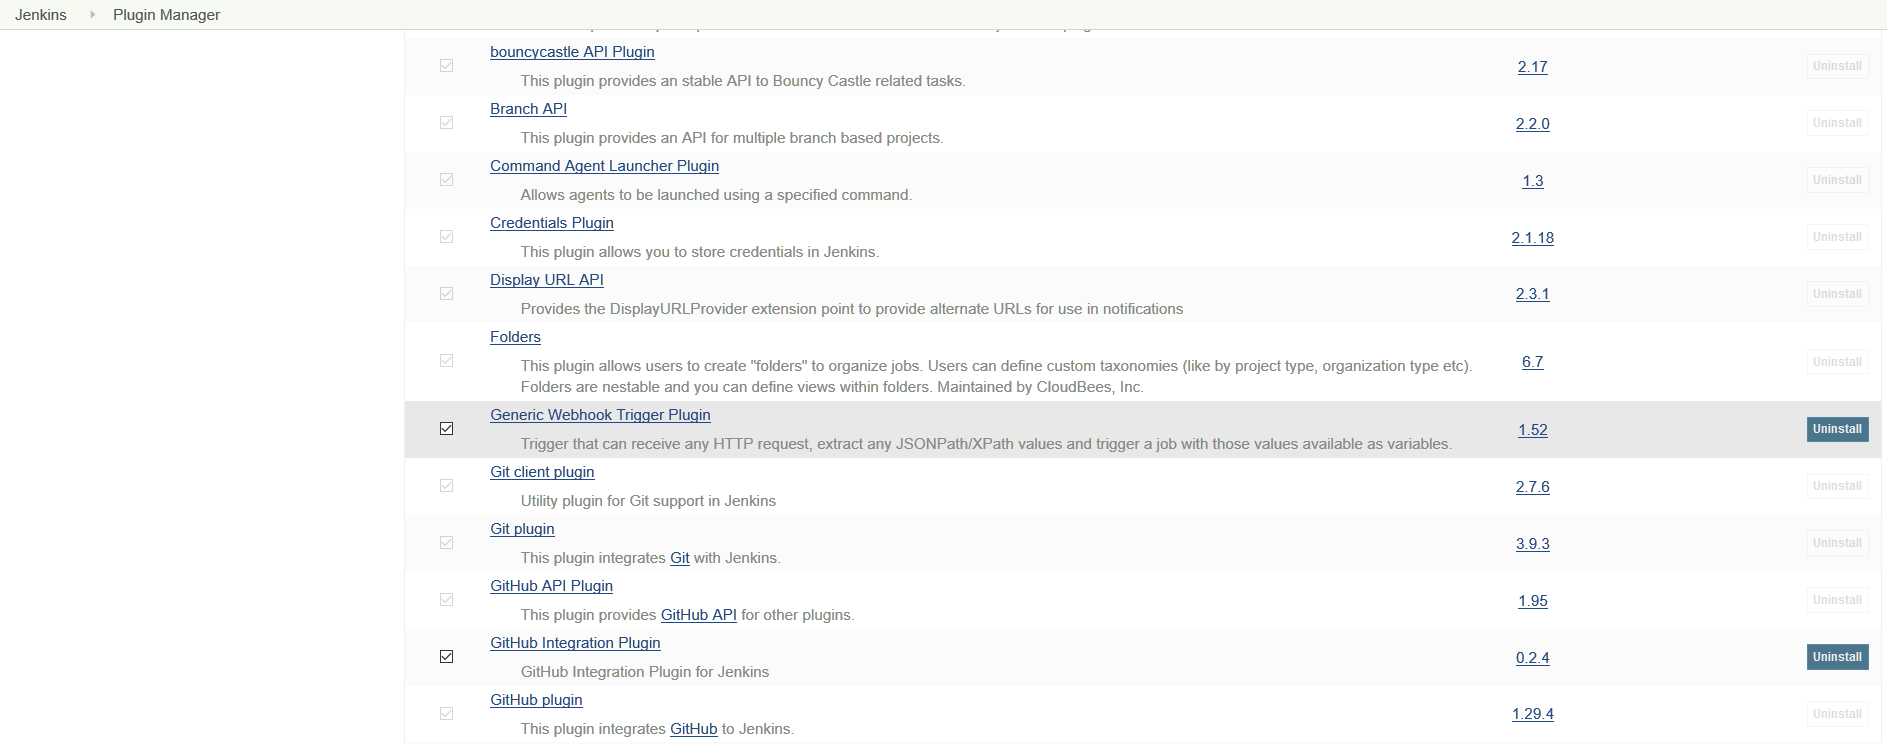 Jenkins Plugin Manager
bouncycastle API Plugin
This plugin provides an stable API to Bouncy Castle related tasks.
2.17
Uninstall
Branch API
This plugin provides an API for multiple branch based projects.
2.2.0
Uninstall
Command Agent Launcher Plugin
Allows agents to be launched using a specified command.
1.3
Uninstall
Credentials Plugin
This plugin allows you to store credentials in Jenkins.
2.1.18
Uninstall
Display URL API
Provides the DisplayURLProvider extension point to provide alternate URLs for use in notifications
2.3.1
Uninstall
Folders
This plugin allows users to create "folders" to organize jobs. Users can define custom taxonomies (like by project type, organization type etc).
Folders are nestable and you can define views within folders. Maintained by CloudBees, Inc.
6.7
Uninstall
Generic Webhook Trigger Plugin
Trigger that can receive any HTTP request, extract any JSONPath/XPath values and trigger a job with those values available as variables.
1.52
Uninstall
Git client plugin
Utility plugin for Git support in Jenkins
2.7.6
Uninstall
Git plugin
This plugin integrates Git with Jenkins.
3.9.3
Uninstall
GitHub API Plugin
This plugin provides GitHub API for other plugins.
1.95
Uninstall
GitHub Integration Plugin
GitHub Integration Plugin for Jenkins
0.2.4
Uninstall
GitHub plugin
This plugin integrates GitHub to Jenkins.
1.29.4
Uninstall